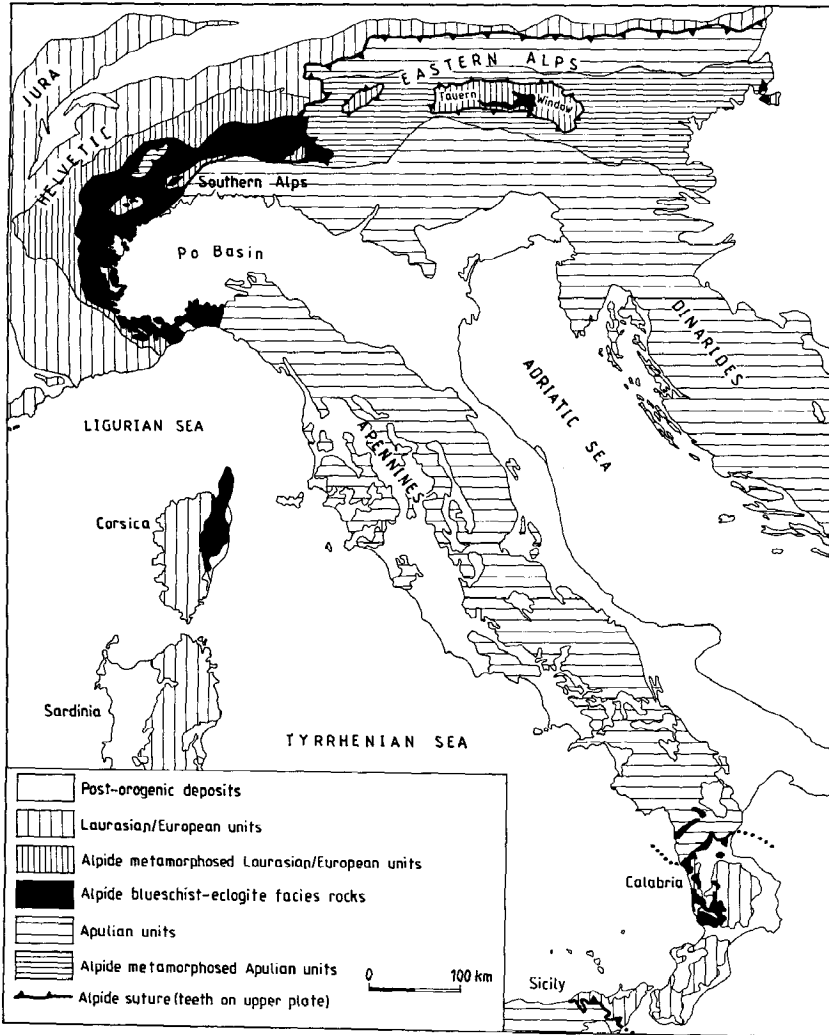 JURA
EASTERN ALPS
Tauern Window
HELVETIC
Southern Alps
Po Basin
DINARIDES
ADRIATIC SEA
LIGURIAN SEA
APENNINES
Corsica
Sardinia
TYRRHENIAN SEA
Calabria
Sicily
Post-orogenic deposits
Laurasian/European units
Alpide metamorphosed Laurasian/European units
Alpide blueschist-eclogite facies rocks
Apulian units
Alpide metamorphosed Apulian units
Alpide suture (teeth on upper plate)
0 100 km